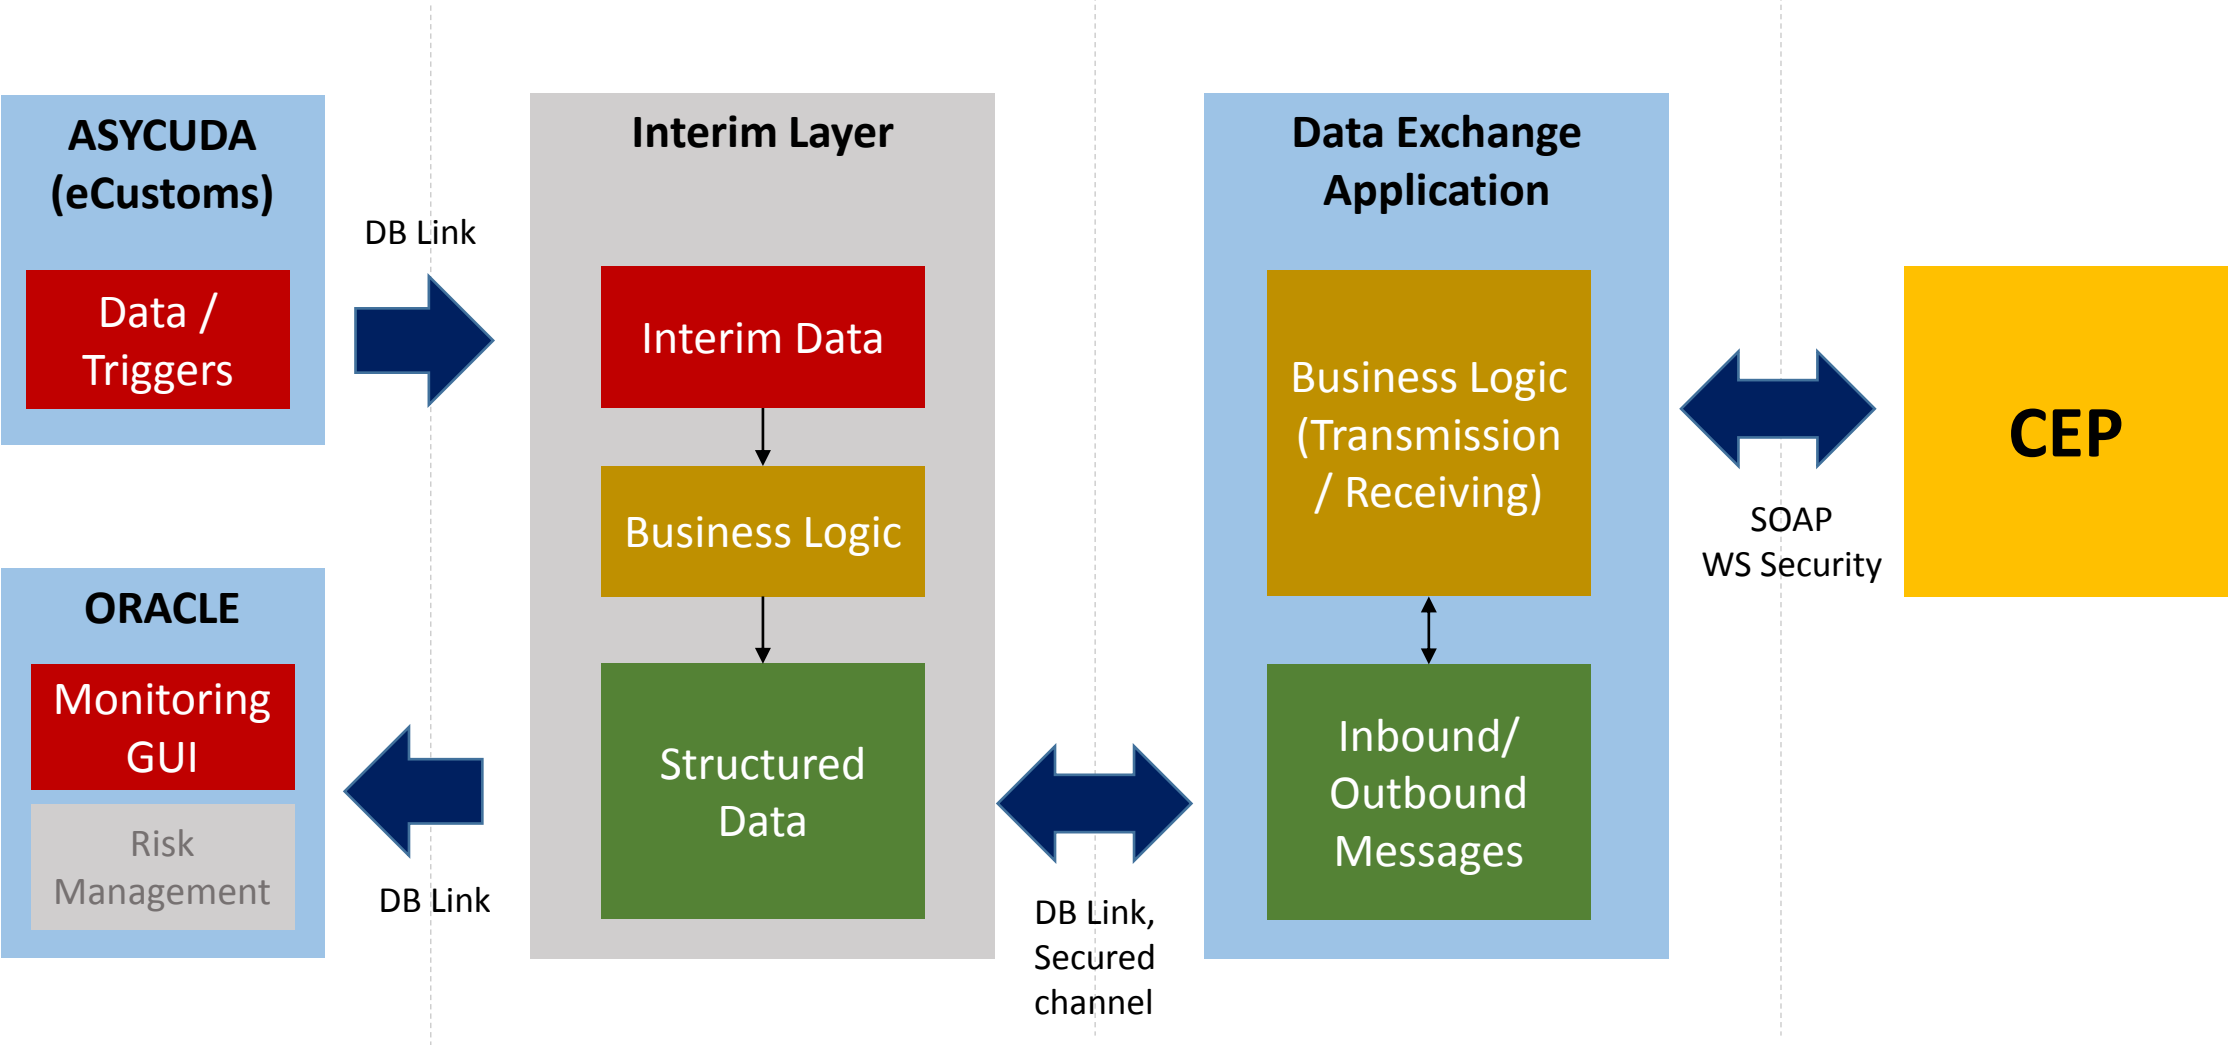 ASYCUDA
(eCustoms)
Data /
Triggers
DB Link
ORACLE
Monitoring
GUI
Risk
Management
DB Link
Interim Layer
Interim Data
Business Logic
Structured
Data
DB Link,
Secured
channel
Data Exchange
Application
Business Logic
(Transmission
/ Receiving)
Inbound/
Outbound
Messages
SOAP
WS Security
CEP